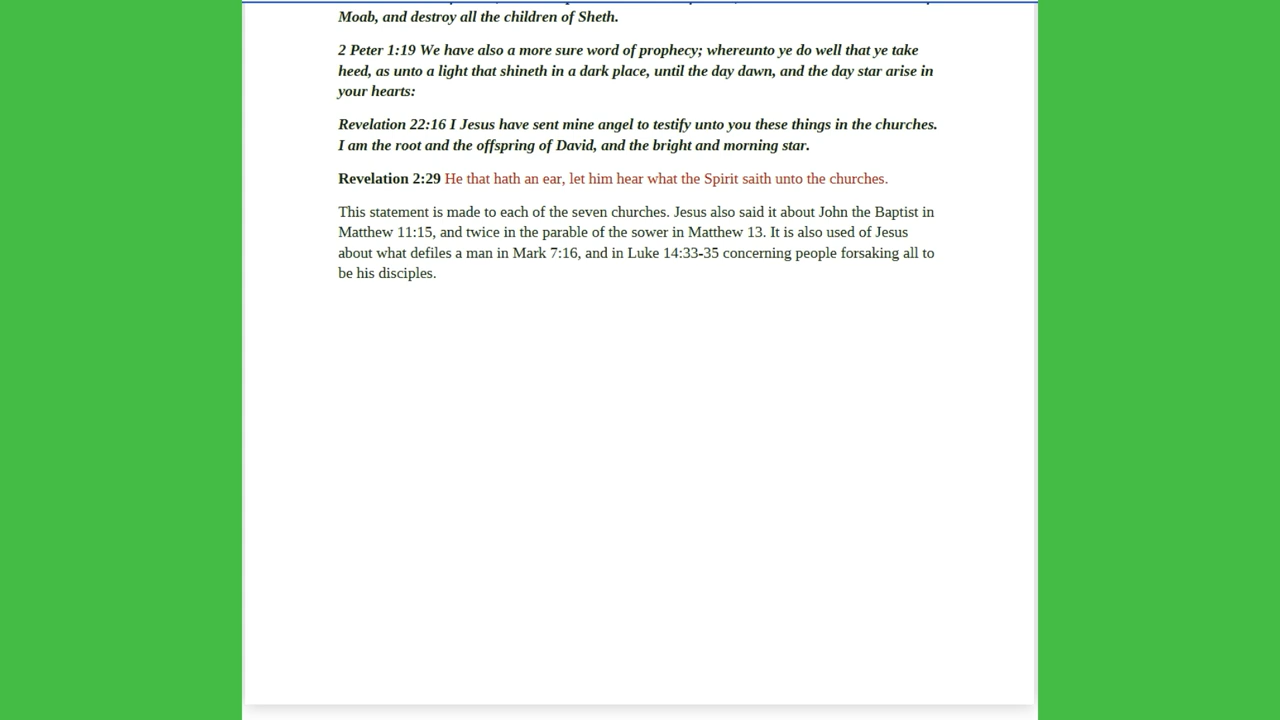 Moab, and destroy all the children of Sheth.
2 Peter 1:19 We have also a more sure word of prophecy; whereunto ye do well that ye take
heed, as unto a light that shineth in a dark place, until the day dawn, and the day star arise in
your hearts:
Revelation 22:16 I Jesus have sent mine angel to testify unto you these things in the churches.
I am the root and the offspring of David, and the bright and morning star.
Revelation 2:29 He that hath an ear, let him hear what the Spirit saith unto the churches.
This statement is made to each of the seven churches. Jesus also said it about John the Baptist in
Matthew 11:15, and twice in the parable of the sower in Matthew 13. It is also used of Jesus
about what defiles a man in Mark 7:16, and in Luke 14:33-35 concerning people forsaking all to
be his disciples.